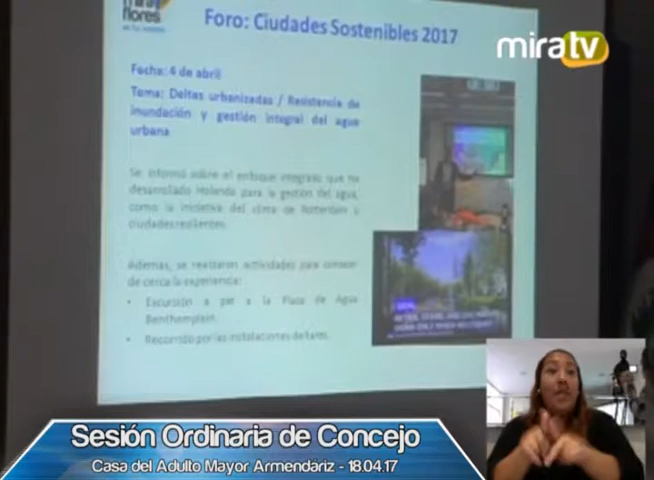 flores
Foro: Ciudades Sostenibles 2017
miratv
Fecha: 4 de abril
Tema: Deltas urbanizadas / Resistencia de
inundación y gestión integral del agua
urbana
Se informó sobre el enfoque integrado que ha
desarrollado Holanda para la gestión del agua,
como la iniciativa del clima de Rotterdam y
ciudades resilientes.
Además, se realizaron actividades para conocer
de cerca la experiencia:
• Excursión a pie a la Plaza de Agua
Benthemplein.
• Recorrido por las instalaciones de
Sesión Ordinaria de Concejo
Casa del Adulto Mayor Armendáriz - 18.04.17